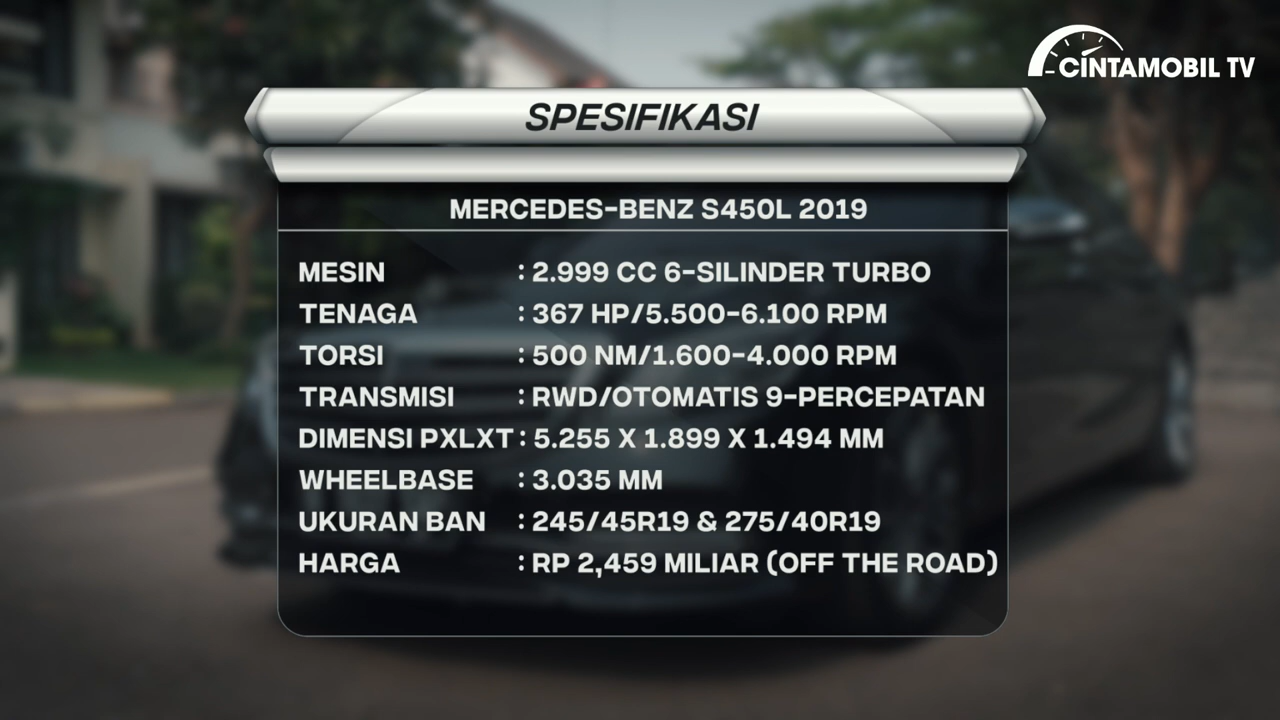 CINTAMOBIL TV
SPESIFIKASI
MERCEDES-BENZ S450L 2019
MESIN : 2.999 CC 6-SILINDER TURBO
TENAGA : 367 HP/5.500-6.100 RPM
TORSI : 500 NM/1.600-4.000 RPM
TRANSMISI : RWD/OTOMATIS 9-PERCEPATAN
DIMENSI PXLXT : 5.255 X 1.899 X 1.494 MM
WHEELBASE : 3.035 MM
UKURAN BAN : 245/45R19 & 275/40R19
HARGA : RP 2,459 MILIAR (OFF THE ROAD)